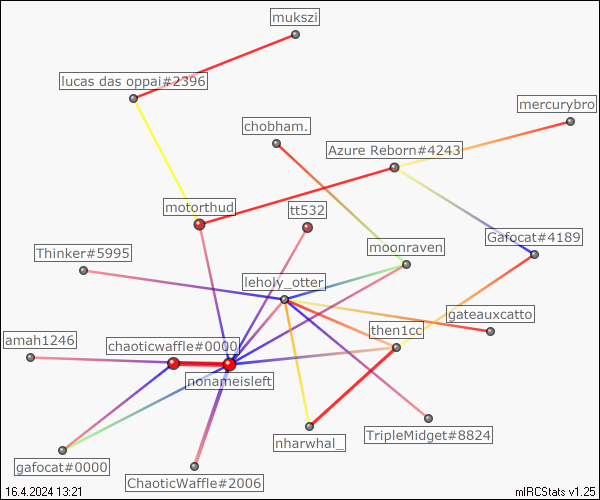 mukszi
lucas das oppai#2396
mercurybro
chobham.
Azure Reborn#4243
motorthud
tt532
Gafocat#4189
moonraven
Thinker#5995
leholy_otter
gateauxcatto
then1cc
amah1246
chaoticwaffle#0000
nonameisleft
nharwhal_
TripleMidget#8824
gafocat#0000
ChaoticWaffle#2006
16.4.2024 13:21
mIRCStats v1.25